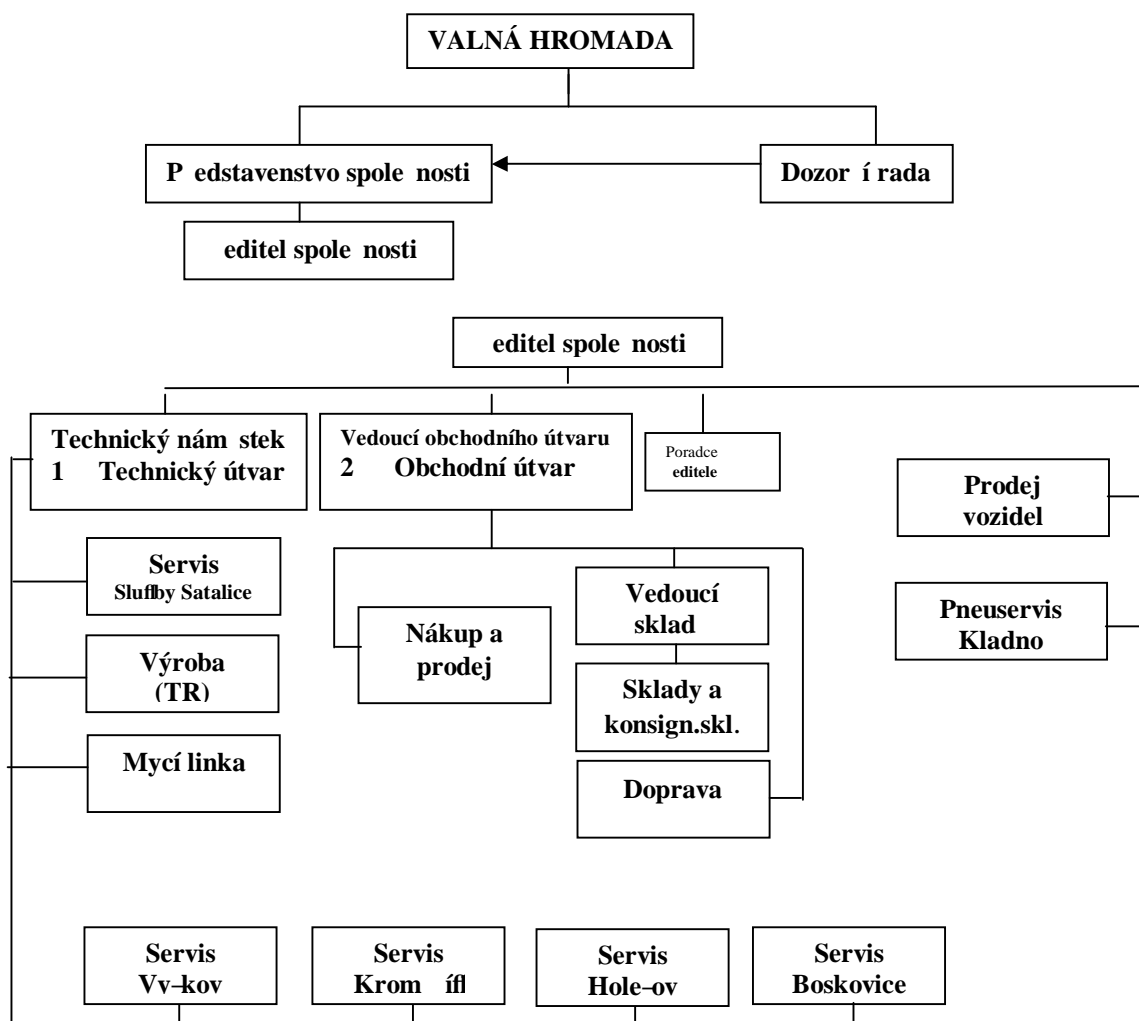 VALNÁ HROMADA
P edstavenstvo spole nosti
Dozor í rada
editel spole nosti
editel spole nosti
Technický nám stek
1 Technický útvar
Vedoucí obchodního útvaru
2 Obchodní útvar
Poradce
editele
Prodej
vozidel
Servis
Služby Satalice
Vedoucí
sklad
Nákup a
prodej
Pneuservis
Kladno
Výroba
(TR)
Sklady a
konsign.skl.
Mycí linka
Doprava
Servis
Vy–kov
Servis
Krom ífl
Servis
Hole–ov
Servis
Boskovice